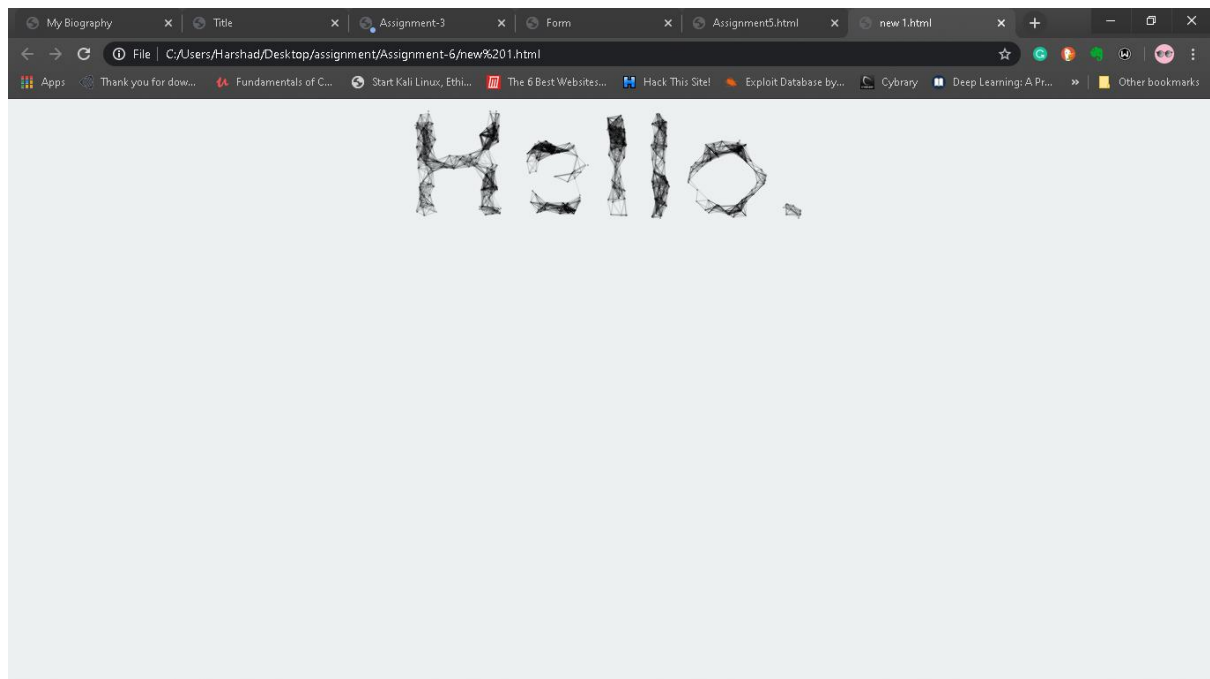 My Biography
Title
Assignment-3
Form
Assignment5.html
new 1.html
File | C:/Users/Harshad/Desktop/assignment/Assignment-6/new%201.html
Apps Thank you for dow... Fundamentals of C... Start Kali Linux, Ethi... The 6 Best Websites... Hack This Site! Exploit Database by... Cybrary Deep Learning: A Pr... » Other bookmarks
Hello.